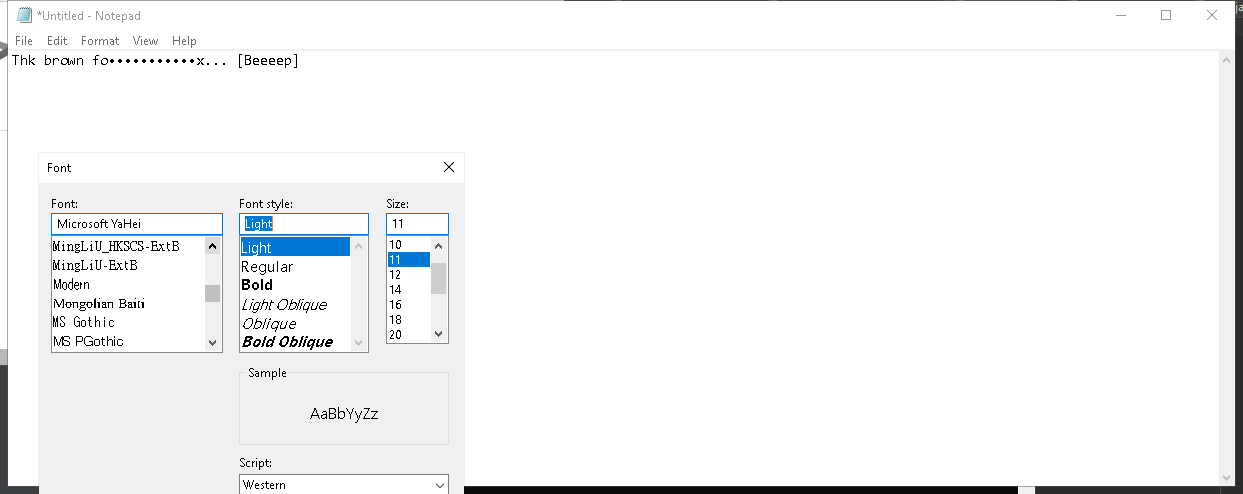 *Untitled - Notepad
File Edit Format View Help
Thk brown fo•••••••••••x... [Beeeep]
Font
Font: Font style: Size:
Microsoft YaHei Light 11
MingLiU_HKSCS-ExtB Light 10
MingLiU-ExtB Regular 11
Modern Bold 12
Mongolian Baiti Light Oblique 14
MS Gothic Oblique 16
MS PGothic Bold Oblique 18
20
Sample
AaBbYyZz
Script:
Western